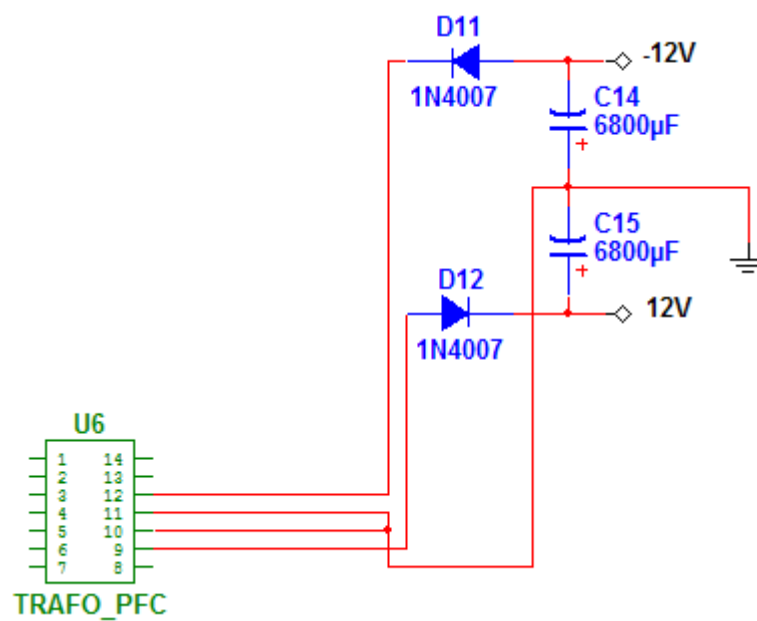 D11
-12V
1N4007
C14
6800µF
+
C15
6800µF
+
D12
12V
1N4007
U6
1 14
2 13
3 12
4 11
5 10
6 9
7 8
TRAFO_PFC